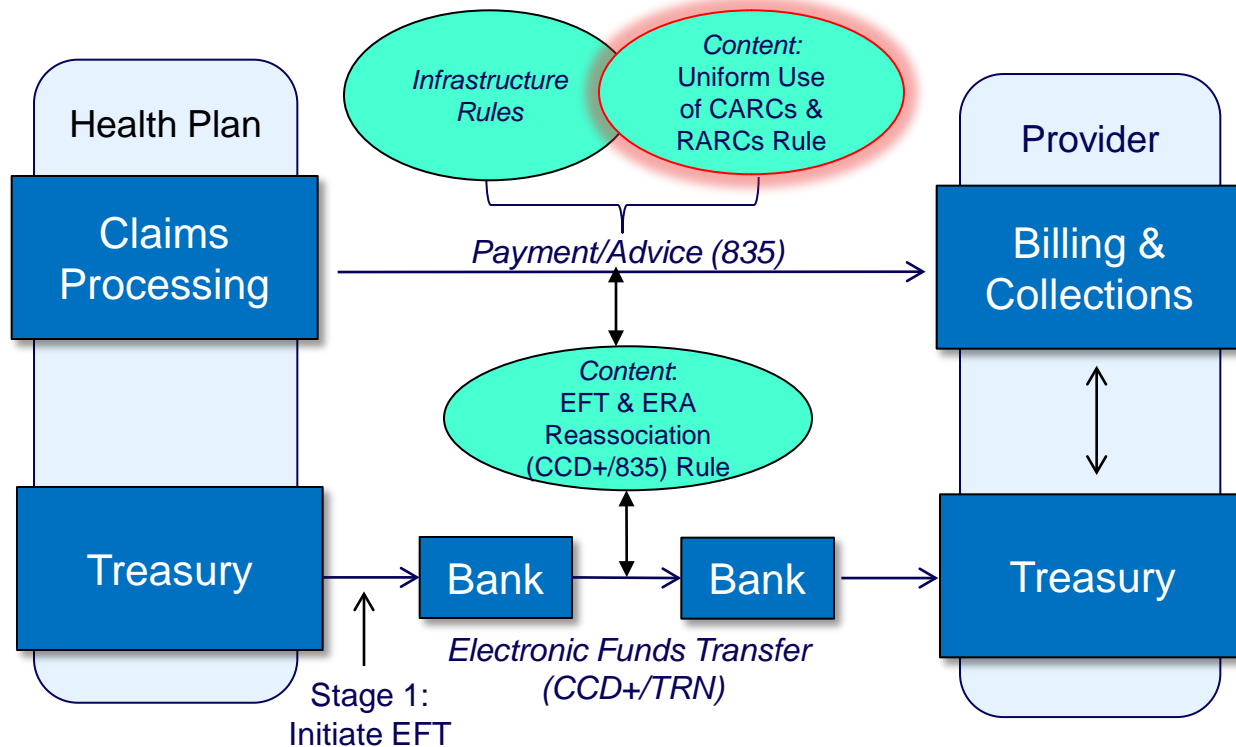 Infrastructure
Rules
Content:
Uniform Use
of CARCs &
RARCs Rule
Health Plan
Provider
Claims
Processing
Payment/Advice (835)
Billing &
Collections
Content:
EFT & ERA
Reassociation
(CCD+/835) Rule
Treasury
Bank
Bank
Treasury
Electronic Funds Transfer
(CCD+/TRN)
Stage 1:
Initiate EFT